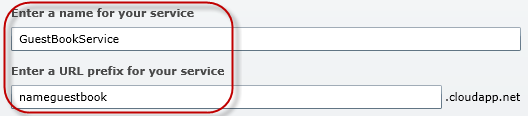 Enter a name for your service
GuestBookService
Enter a URL prefix for your service
nameguestbook .cloudapp.net